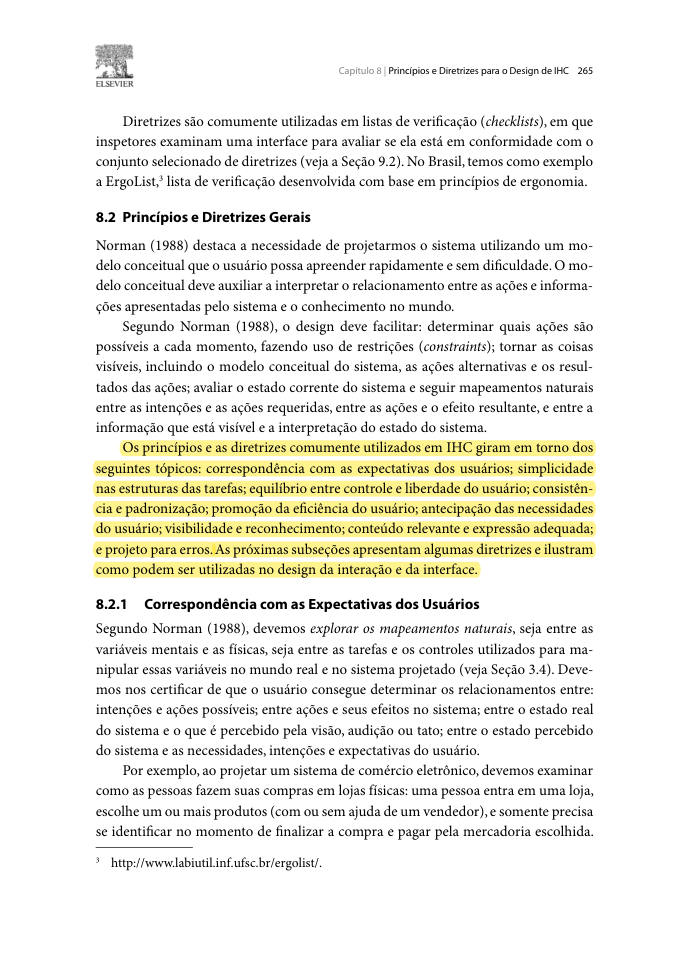 ELSEVIER
Capítulo 8 | Princípios e Diretrizes para o Design de IHC 265
Diretrizes são comumente utilizadas em listas de verificação (checklists), em que
inspetores examinam uma interface para avaliar se ela está em conformidade com o
conjunto selecionado de diretrizes (veja a Seção 9.2). No Brasil, temos como exemplo
a ErgoList,³ lista de verificação desenvolvida com base em princípios de ergonomia.
8.2 Princípios e Diretrizes Gerais
Norman (1988) destaca a necessidade de projetarmos o sistema utilizando um mo-
delo conceitual que o usuário possa apreender rapidamente e sem dificuldade. O mo-
delo conceitual deve auxiliar a interpretar o relacionamento entre as ações e informa-
ções apresentadas pelo sistema e o conhecimento no mundo.
Segundo Norman (1988), o design deve facilitar: determinar quais ações são
possíveis a cada momento, fazendo uso de restrições (constraints); tornar as coisas
visíveis, incluindo o modelo conceitual do sistema, as ações alternativas e os resul-
tados das ações; avaliar o estado corrente do sistema e seguir mapeamentos naturais
entre as intenções e as ações requeridas, entre as ações e o efeito resultante, e entre a
informação que está visível e a interpretação do estado do sistema.
Os princípios e as diretrizes comumente utilizados em IHC giram em torno dos
seguintes tópicos: correspondência com as expectativas dos usuários; simplicidade
nas estruturas das tarefas; equilíbrio entre controle e liberdade do usuário; consistên-
cia e padronização; promoção da eficiência do usuário; antecipação das necessidades
do usuário; visibilidade e reconhecimento; conteúdo relevante e expressão adequada;
e projeto para erros. As próximas subseções apresentam algumas diretrizes e ilustram
como podem ser utilizadas no design da interação e da interface.
8.2.1 Correspondência com as Expectativas dos Usuários
Segundo Norman (1988), devemos explorar os mapeamentos naturais, seja entre as
variáveis mentais e as físicas, seja entre as tarefas e os controles utilizados para ma-
nipular essas variáveis no mundo real e no sistema projetado (veja Seção 3.4). Deve-
mos nos certificar de que o usuário consegue determinar os relacionamentos entre:
intenções e ações possíveis; entre ações e seus efeitos no sistema; entre o estado real
do sistema e o que é percebido pela visão, audição ou tato; entre o estado percebido
do sistema e as necessidades, intenções e expectativas do usuário.
Por exemplo, ao projetar um sistema de comércio eletrônico, devemos examinar
como as pessoas fazem suas compras em lojas físicas: uma pessoa entra em uma loja,
escolhe um ou mais produtos (com ou sem ajuda de um vendedor), e somente precisa
se identificar no momento de finalizar a compra e pagar pela mercadoria escolhida.
³ http://www.labiutil.inf.ufsc.br/ergolist/.